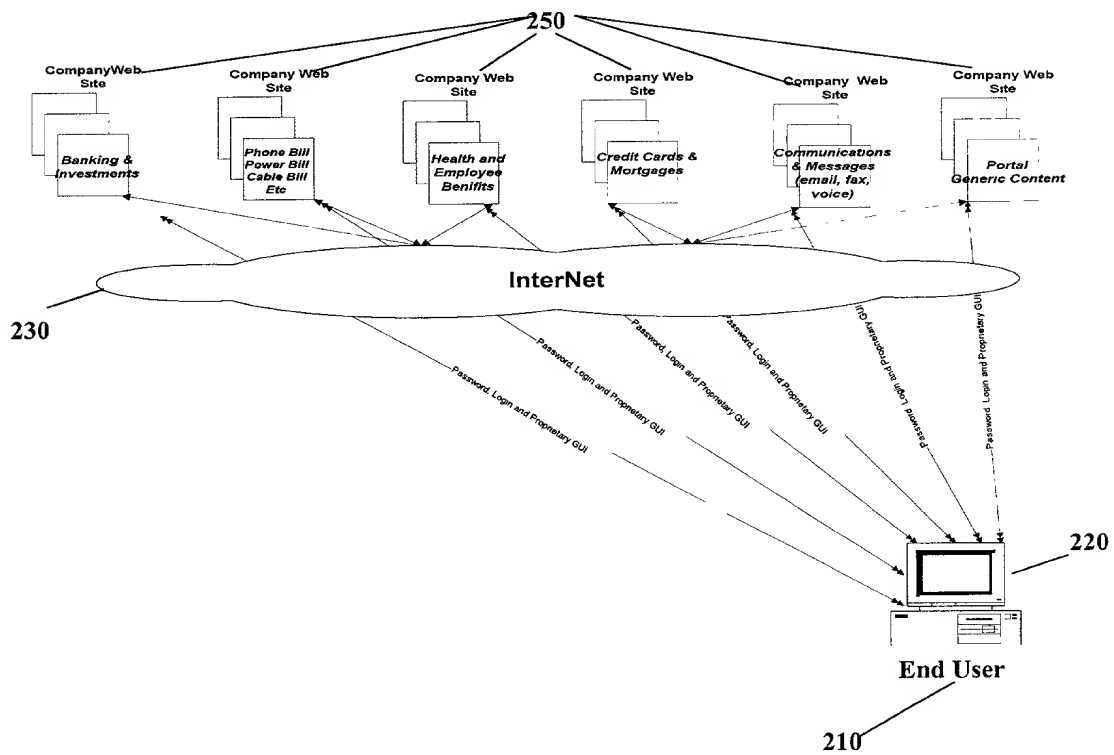 250
CompanyWeb
Site
Company Web
Site
Company Web
Site
Company Web
Site
Company Web
Site
Company Web
Site
Banking &
Investments
Phone Bill
Power Bill
Cable Bill
Etc
Health and
Employee
Benifits
Credit Cards &
Mortgages
Communications
& Messages
(email, fax,
voice)
Portal
Generic Content
InterNet
230
Password, Login and Proprietary GUI
Password, Login and Proprietary GUI
Password, Login and Proprietary GUI
Password, Login and Proprietary GUI
Password Login and Proprietary GUI
Password Login and Proprietary GUI
220
End User
210